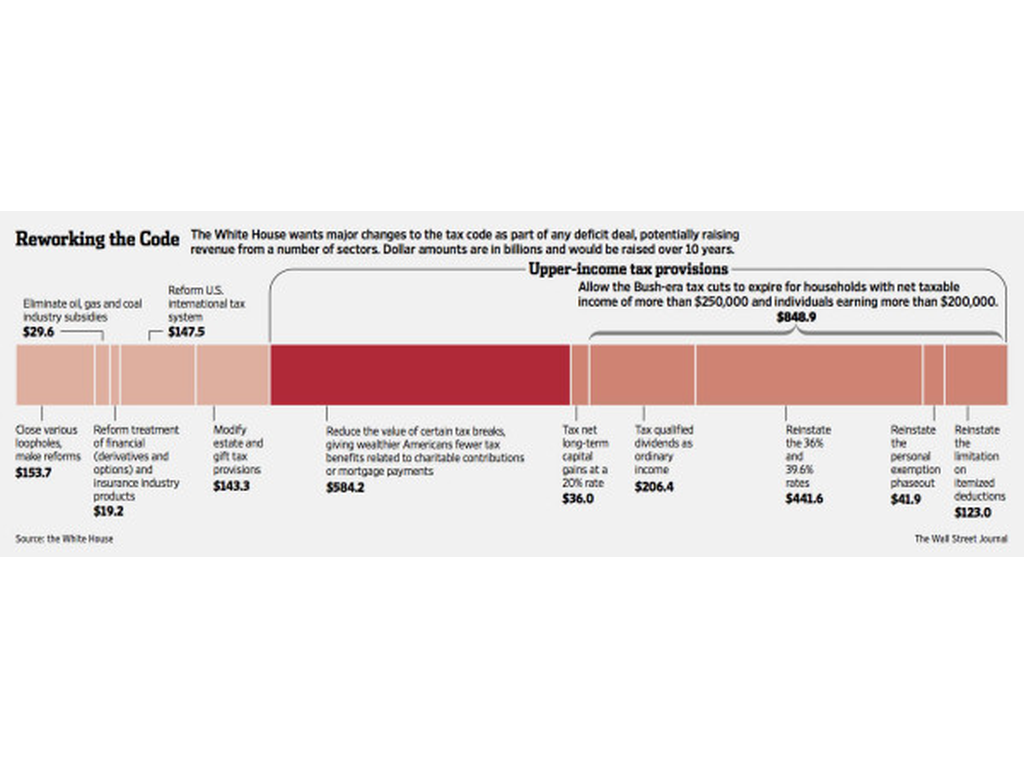 Reworking the Code
The White House wants major changes to the tax code as part of any deficit deal, potentially raising
revenue from a number of sectors. Dollar amounts are in billions and would be raised over 10 years.
Upper-income tax provisions
Eliminate oil, gas and coal
industry subsidies
$29.6
Reform U.S.
international tax
system
$147.5
Allow the Bush-era tax cuts to expire for households with net taxable
income of more than $250,000 and individuals earning more than $200,000.
$848.9
Close various
loopholes,
make reforms
$153.7
Reform treatment
of financial
(derivatives and
options) and
insurance industry
products
$19.2
Modify
estate and
gift tax
provisions
$143.3
Reduce the value of certain tax breaks,
giving wealthier Americans fewer tax
benefits related to charitable contributions
or mortgage payments
$584.2
Tax net
long-term
capital
gains at a
20% rate
$36.0
Tax qualified
dividends as
ordinary
income
$206.4
Reinstate
the 36%
and
39.6%
rates
$441.6
Reinstate
the
personal
exemption
phaseout
$41.9
Reinstate
the
limitation
on
itemized
deductions
$123.0
Source: the White House
The Wall Street Journal